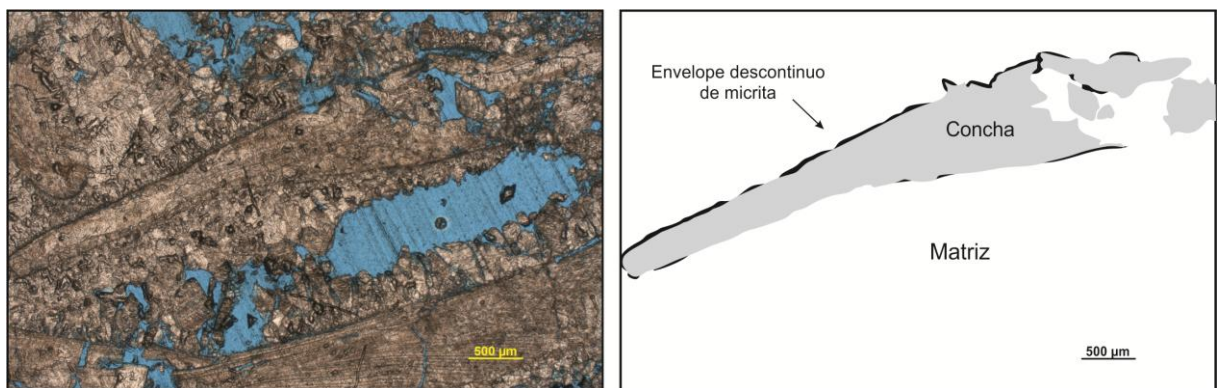 500 µm
Envelope descontinuo
de micrita
Concha
Matriz
500 µm